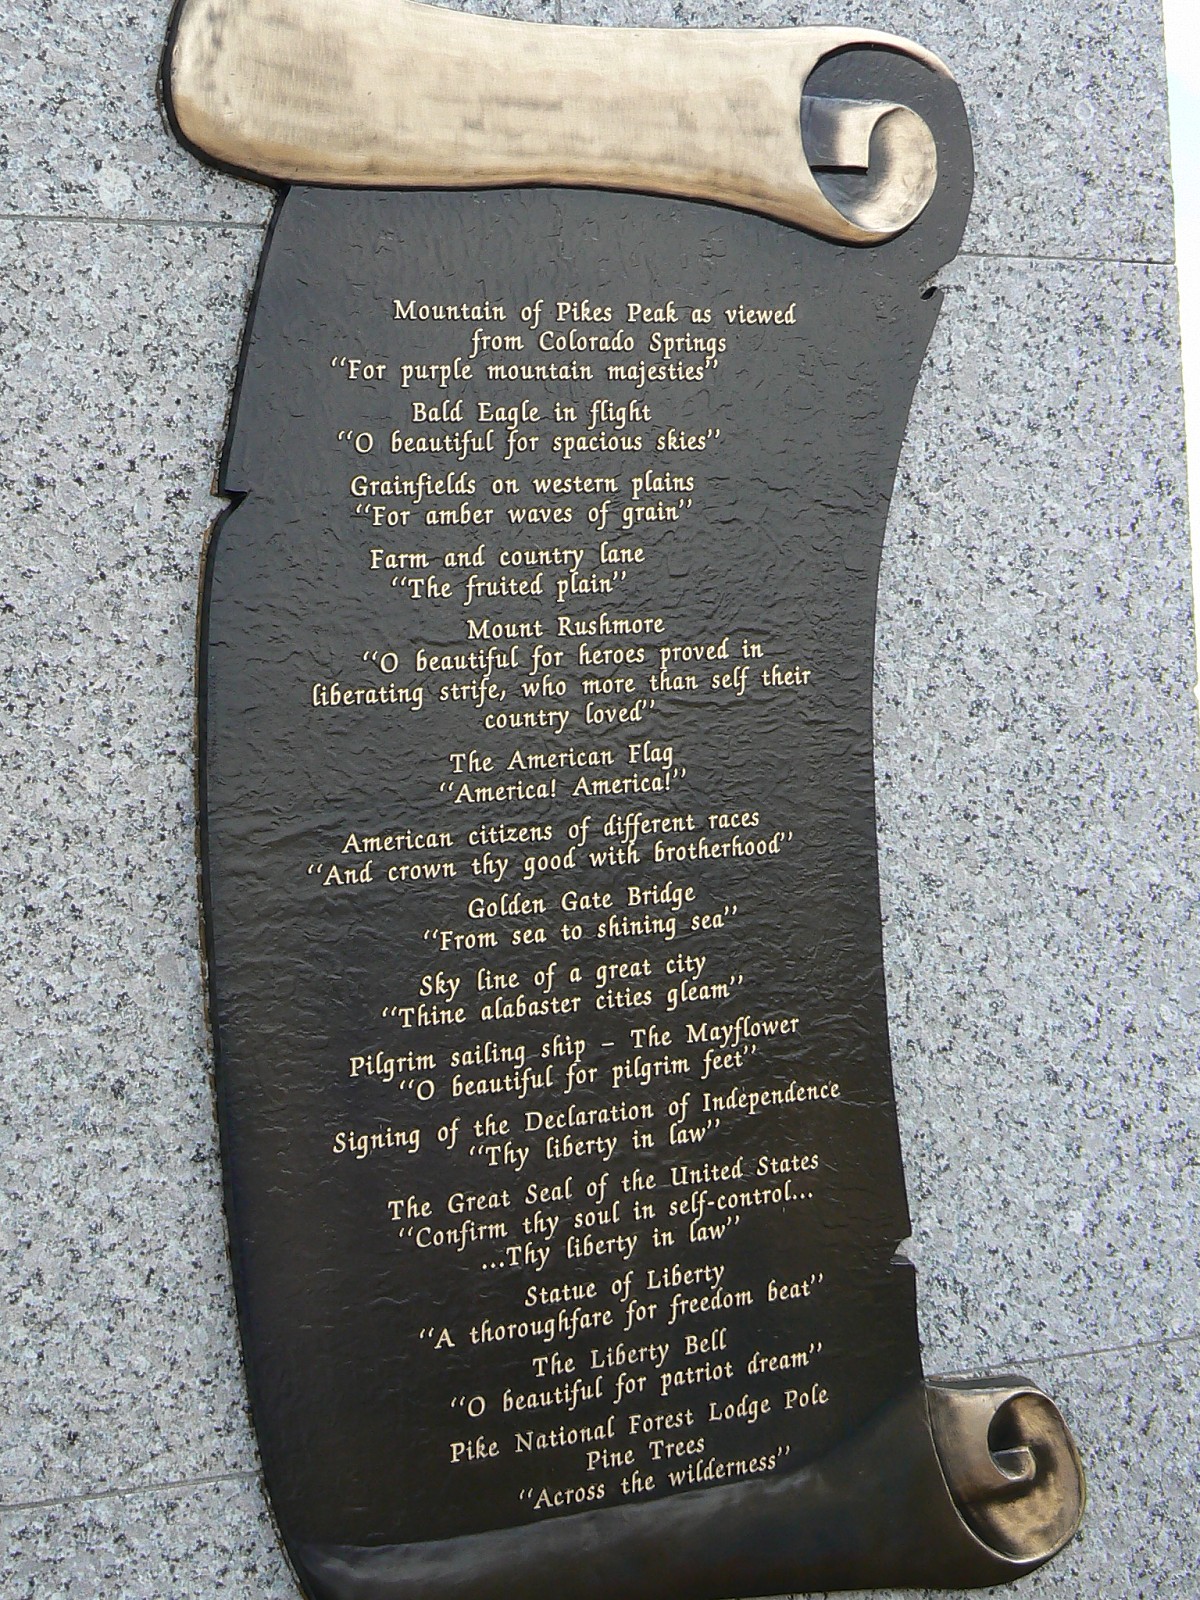 Mountain of Pikes Peak as viewed
from Colorado Springs
“For purple mountain majesties”
Bald Eagle in flight
“O beautiful for spacious skies”
Grainfields on western plains
“For amber waves of grain”
Farm and country lane
“The fruited plain”
Mount Rushmore
“O beautiful for heroes proved in
liberating strife, who more than self their
country loved”
The American Flag
“America! America!”
American citizens of different races
“And crown thy good with brotherhood”
Golden Gate Bridge
“From sea to shining sea”
Sky line of a great city
“Thine alabaster cities gleam”
Pilgrim sailing ship – The Mayflower
“O beautiful for pilgrim feet”
Signing of the Declaration of Independence
“Thy liberty in law”
The Great Seal of the United States
“Confirm thy soul in self-control...
...Thy liberty in law”
Statue of Liberty
“A thoroughfare for freedom beat”
The Liberty Bell
“O beautiful for patriot dream”
Pike National Forest Lodge Pole
Pine Trees
“Across the wilderness”